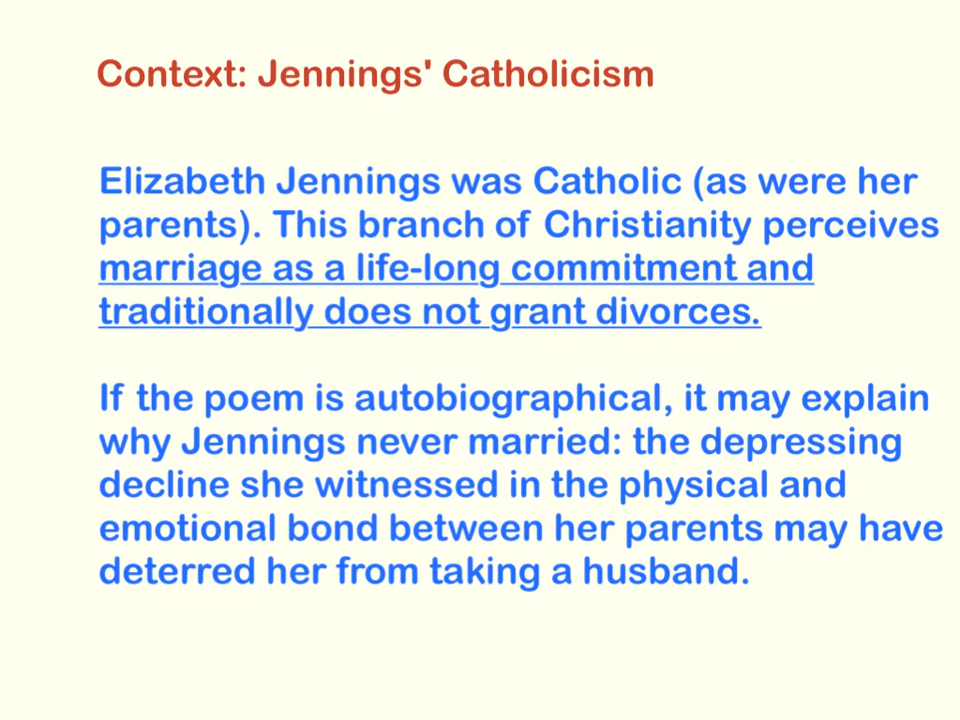 Context: Jennings' Catholicism
Elizabeth Jennings was Catholic (as were her
parents). This branch of Christianity perceives
marriage as a life-long commitment and
traditionally does not grant divorces.
If the poem is autobiographical, it may explain
why Jennings never married: the depressing
decline she witnessed in the physical and
emotional bond between her parents may have
deterred her from taking a husband.